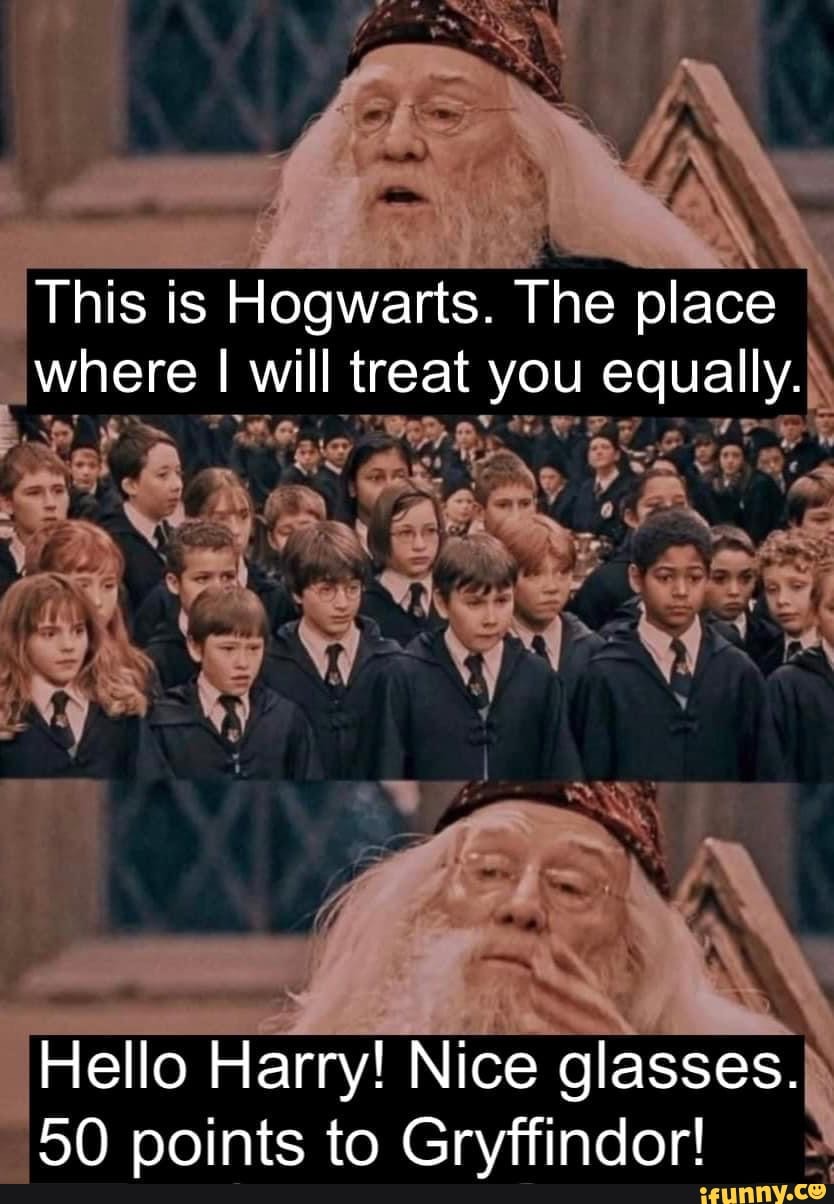 This is Hogwarts. The place
where I will treat you equally.
Hello Harry! Nice glasses.
50 points to Gryffindor!
ifunny.co